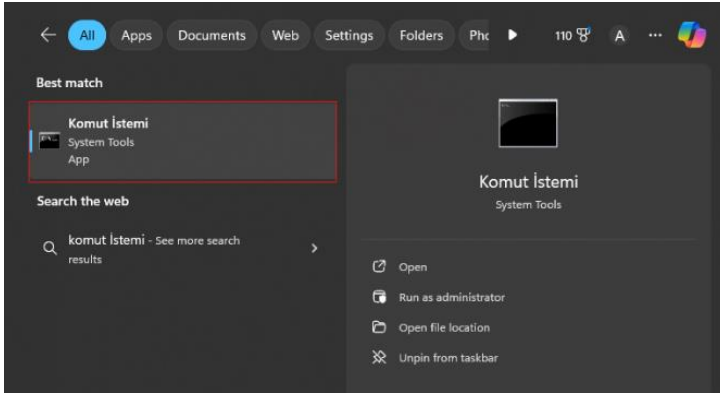 All Apps Documents Web Settings Folders Phc 110 A ...
Best match
Komut İstemi
System Tools
App
Search the web
komut İstemi - See more search
results
Komut İstemi
System Tools
Open
Run as administrator
Open file location
Unpin from taskbar